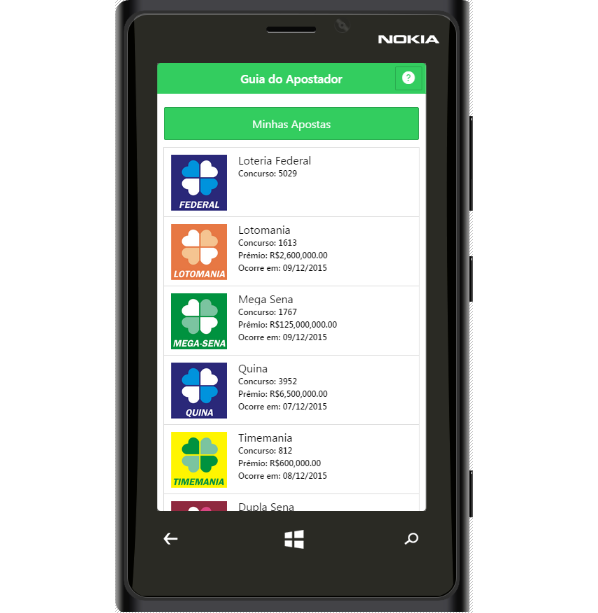 NOKIA
Guia do Apostador
?
Minhas Apostas
FEDERAL
Loteria Federal
Concurso: 5029
LOTOMANIA
Lotomania
Concurso: 1613
Prêmio: R$2,600,000.00
Ocorre em: 09/12/2015
MEGA-SENA
Mega Sena
Concurso: 1767
Prêmio: R$125,000,000.00
Ocorre em: 09/12/2015
QUINA
Quina
Concurso: 3952
Prêmio: R$6,500,000.00
Ocorre em: 07/12/2015
TIMEMANIA
Timemania
Concurso: 812
Prêmio: R$600,000.00
Ocorre em: 08/12/2015
Dupla Sena